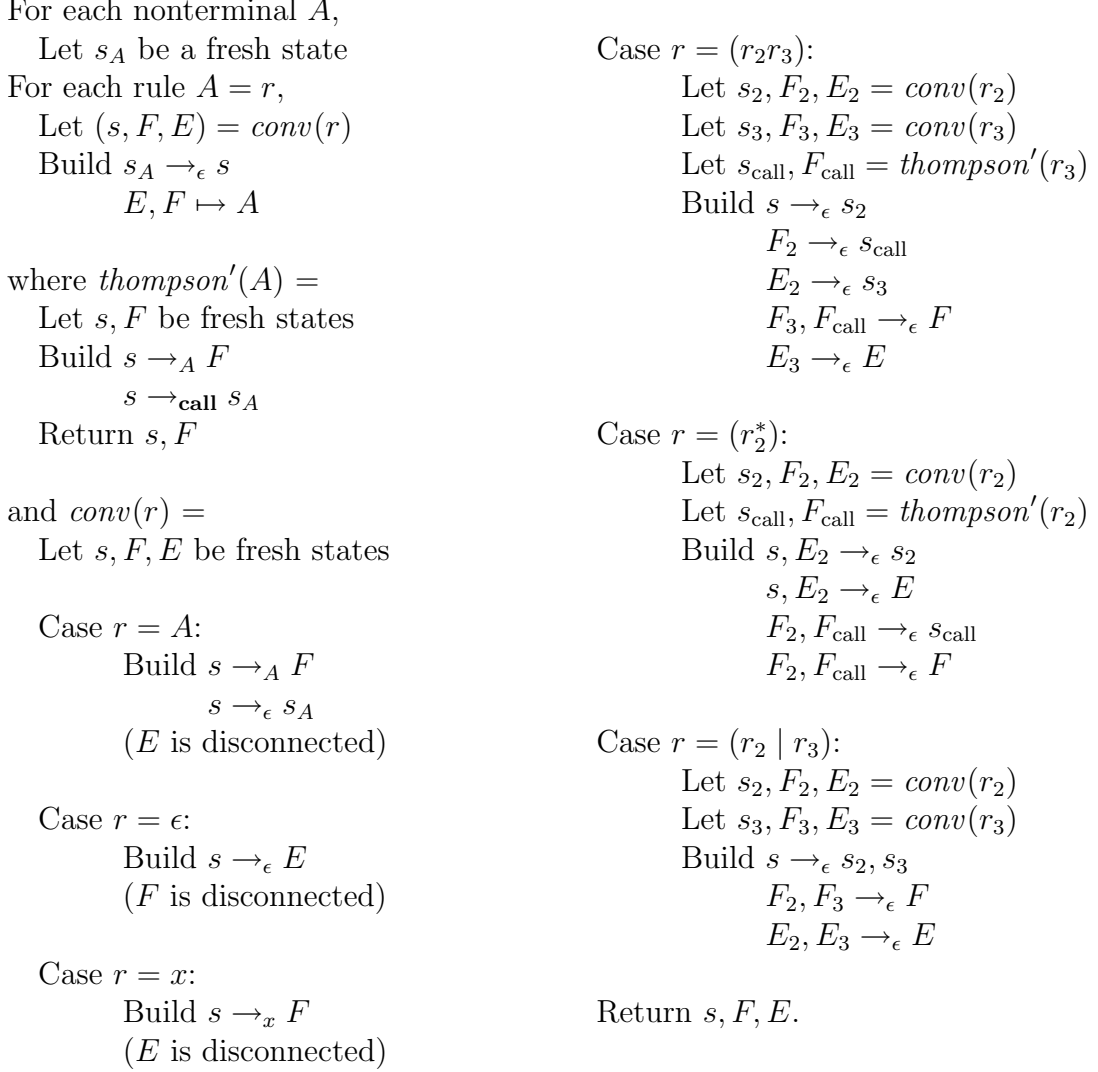 For each nonterminal A,
Let s_A be a fresh state
For each rule A = r,
Let (s, F, E) = conv(r)
Build s_A →_ϵ s
E, F ↦ A
where thompson′(A) =
Let s, F be fresh states
Build s →_A F
s →_call s_A
Return s, F
and conv(r) =
Let s, F, E be fresh states
Case r = A:
Build s →_A F
s →_ϵ s_A
(E is disconnected)
Case r = ϵ:
Build s →_ϵ E
(F is disconnected)
Case r = x:
Build s →_x F
(E is disconnected)
Case r = (r_2r_3):
Let s_2, F_2, E_2 = conv(r_2)
Let s_3, F_3, E_3 = conv(r_3)
Let s_call, F_call = thompson′(r_3)
Build s →_ϵ s_2
F_2 →_ϵ s_call
E_2 →_ϵ s_3
F_3, F_call →_ϵ F
E_3 →_ϵ E
Case r = (r_2^*):
Let s_2, F_2, E_2 = conv(r_2)
Let s_call, F_call = thompson′(r_2)
Build s, E_2 →_ϵ s_2
s, E_2 →_ϵ E
F_2, F_call →_ϵ s_call
F_2, F_call →_ϵ F
Case r = (r_2 | r_3):
Let s_2, F_2, E_2 = conv(r_2)
Let s_3, F_3, E_3 = conv(r_3)
Build s →_ϵ s_2, s_3
F_2, F_3 →_ϵ F
E_2, E_3 →_ϵ E
Return s, F, E.